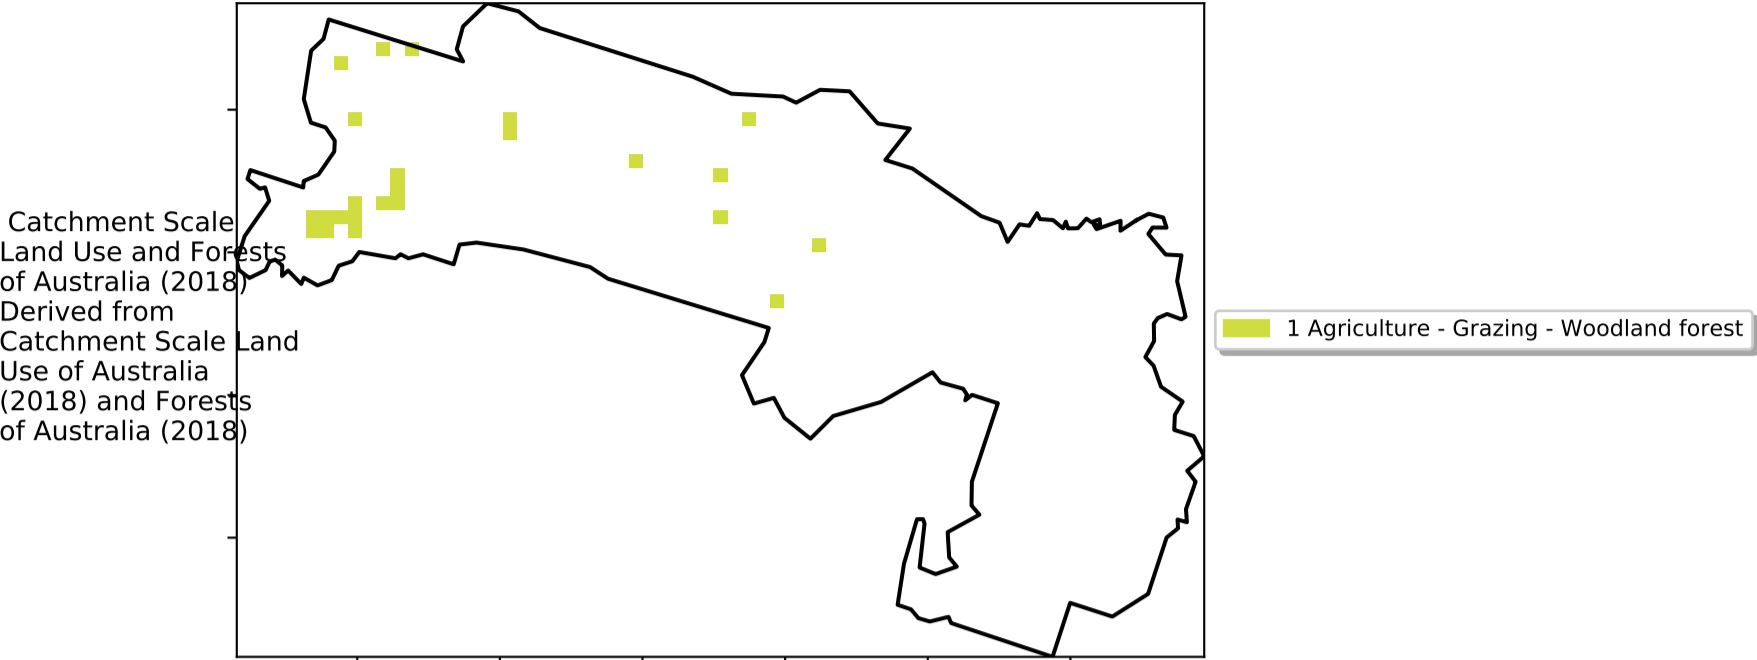 Catchment Scale
Land Use and Forests
of Australia (2018)
Derived from
Catchment Scale Land
Use of Australia
(2018) and Forests
of Australia (2018)
1 Agriculture - Grazing - Woodland forest